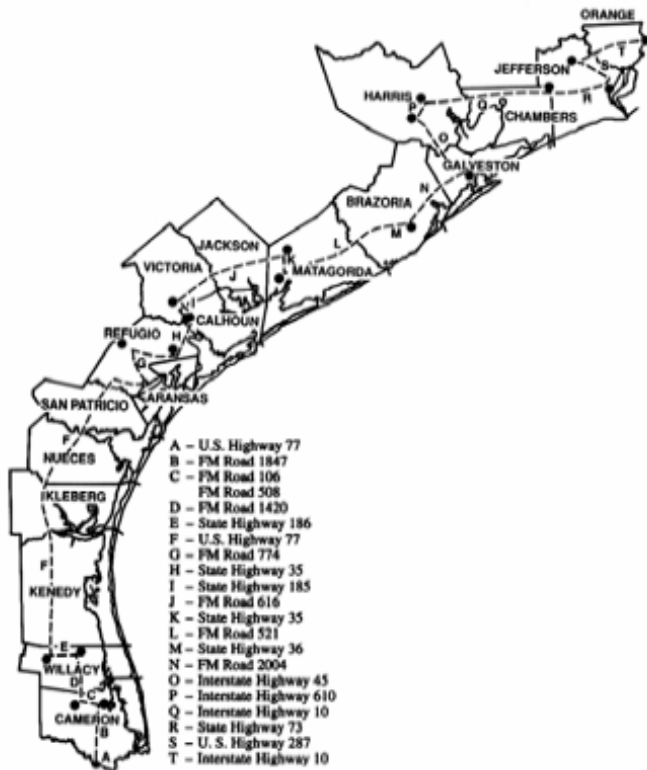 ORANGE
T
JEFFERSON
S
HARRIS
P
Q
R
CHAMBERS
O
GALVESTON
N
BRAZORIA
M
JACKSON
L
K
VICTORIA
J
MATAGORDA
I
CALHOUN
REFUGIO
H
G
ARANSAS
SAN PATRICIO
F
NUECES
KLEBERG
F
KENEDY
E
WILLACY
D
C
CAMERON
B
A
A – U.S. Highway 77
B – FM Road 1847
C – FM Road 106
FM Road 508
D – FM Road 1420
E – State Highway 186
F – U.S. Highway 77
G – FM Road 774
H – State Highway 35
I – State Highway 185
J – FM Road 616
K – State Highway 35
L – FM Road 521
M – State Highway 36
N – FM Road 2004
O – Interstate Highway 45
P – Interstate Highway 610
Q – Interstate Highway 10
R – State Highway 73
S – U. S. Highway 287
T – Interstate Highway 10